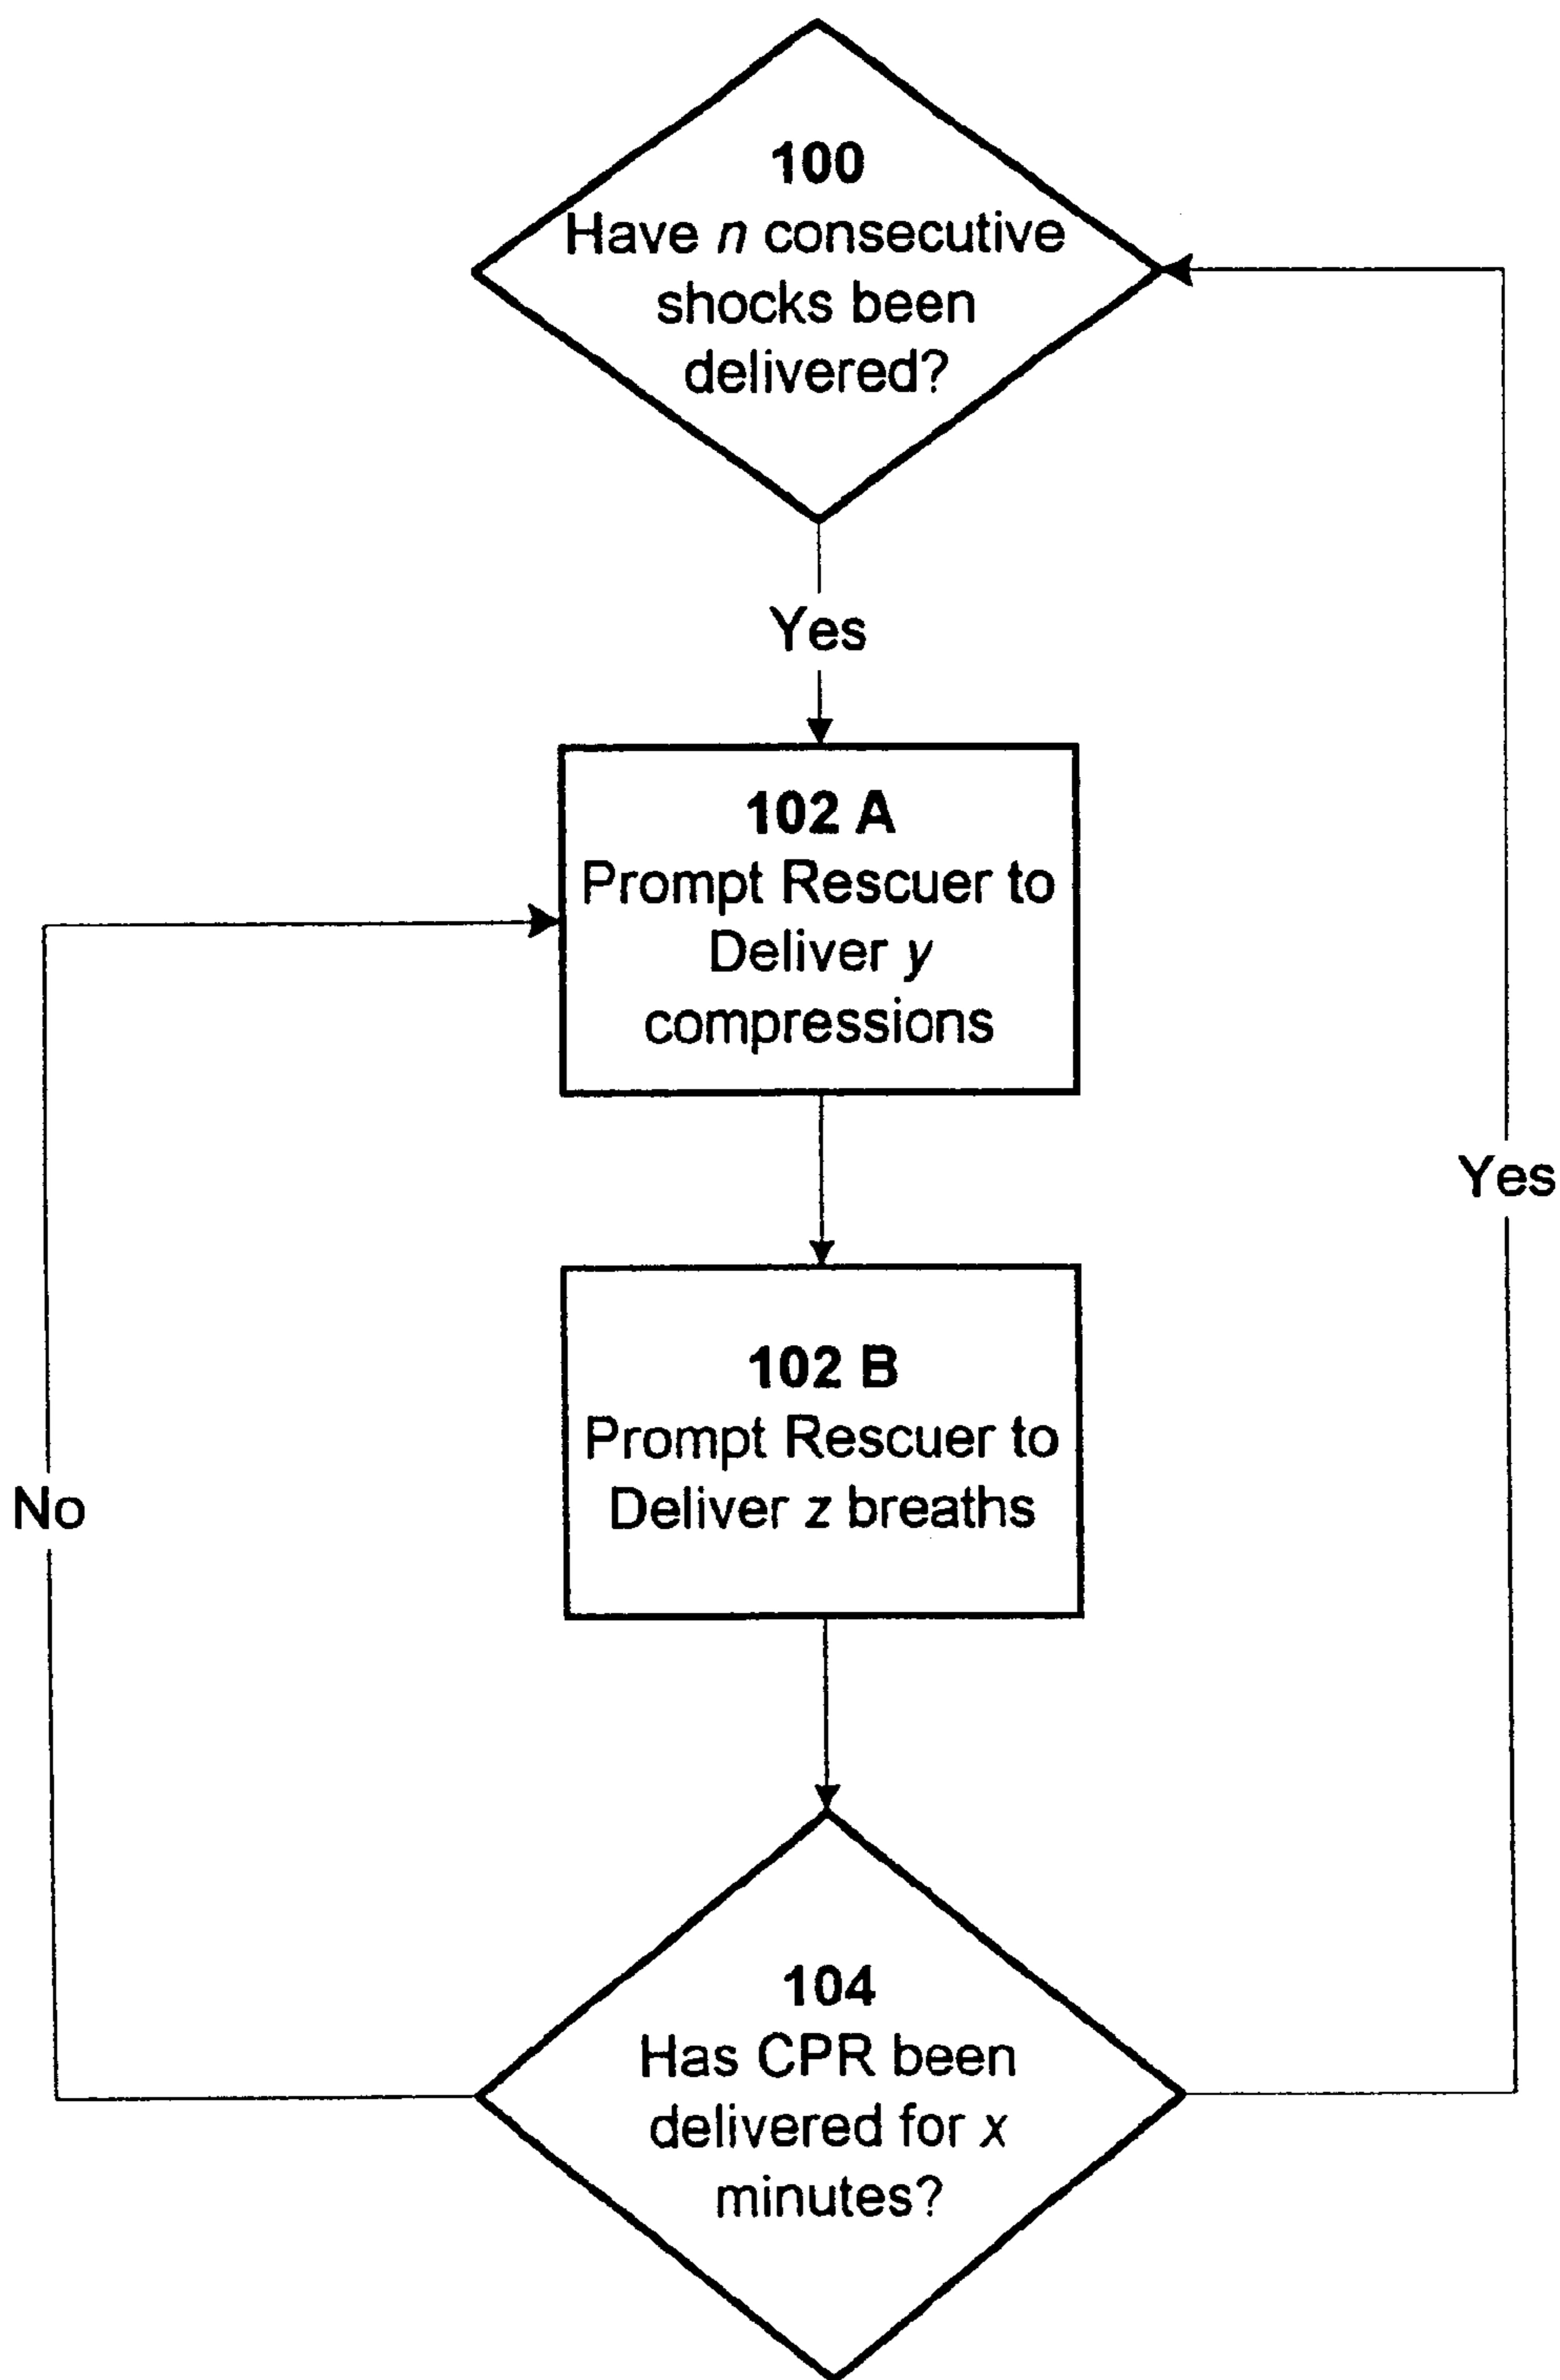 100
Have n consecutive
shocks been
delivered?
Yes
102 A
Prompt Rescuer to
Deliver y
compressions
Yes
102 B
Prompt Rescuer to
Deliver z breaths
No
104
Has CPR been
delivered for x
minutes?